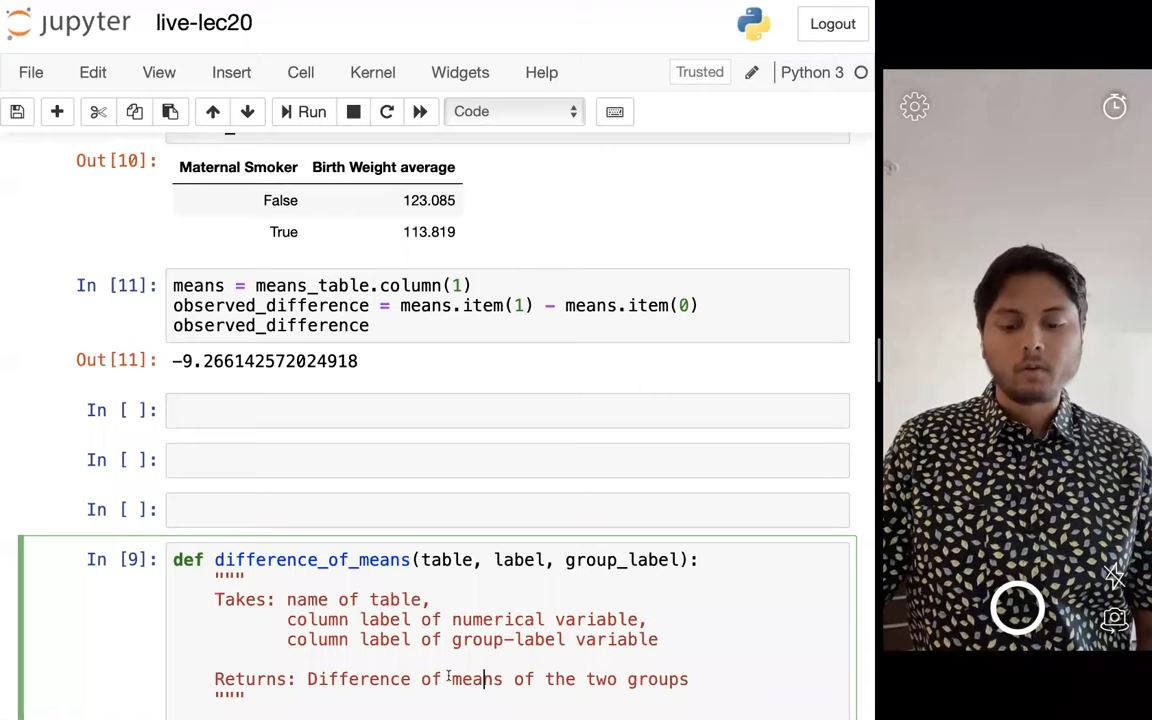 jupyter live-lec20 Logout
File Edit View Insert Cell Kernel Widgets Help Trusted Python 3
Run Code
Out[10]: Maternal Smoker Birth Weight average
False 123.085
True 113.819
In [11]: means = means_table.column(1)
observed_difference = means.item(1) - means.item(0)
observed_difference
Out[11]: -9.266142572024918
In [ ]:
In [ ]:
In [ ]:
In [9]: def difference_of_means(table, label, group_label):
"""
Takes: name of table,
column label of numerical variable,
column label of group-label variable
Returns: Difference of means of the two groups
"""